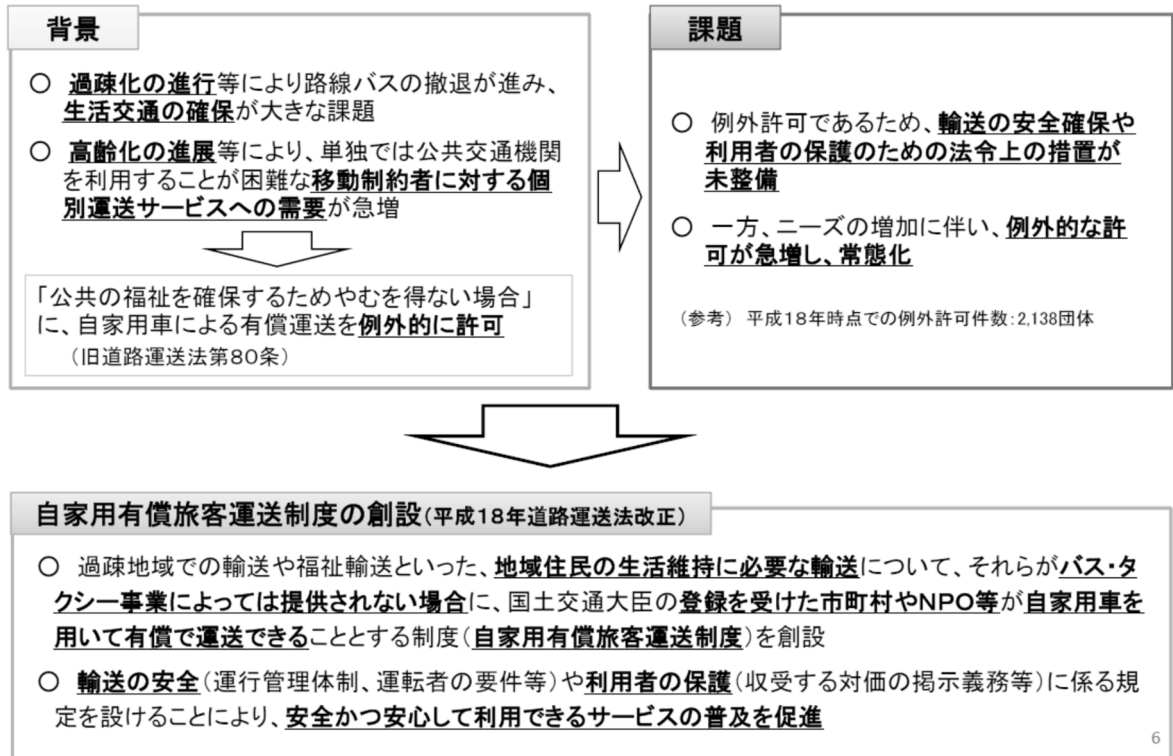 背景
○ 過疎化の進行等により路線バスの撤退が進み、
生活交通の確保が大きな課題
○ 高齢化の進展等により、単独では公共交通機関
を利用することが困難な移動制約者に対する個
別運送サービスへの需要が急増
「公共の福祉を確保するためやむを得ない場合」
に、自家用車による有償運送を例外的に許可
（旧道路運送法第８０条）
課題
○ 例外許可であるため、輸送の安全確保や
利用者の保護のための法令上の措置が
未整備
○ 一方、ニーズの増加に伴い、例外的な許
可が急増し、常態化
（参考） 平成１８年時点での例外許可件数：2,138団体
自家用有償旅客運送制度の創設（平成１８年道路運送法改正）
○ 過疎地域での輸送や福祉輸送といった、地域住民の生活維持に必要な輸送について、それらがバス・タ
クシー事業によっては提供されない場合に、国土交通大臣の登録を受けた市町村やNPO等が自家用車を
用いて有償で運送できることとする制度（自家用有償旅客運送制度）を創設
○ 輸送の安全（運行管理体制、運転者の要件等）や利用者の保護（収受する対価の掲示義務等）に係る規
定を設けることにより、安全かつ安心して利用できるサービスの普及を促進
6